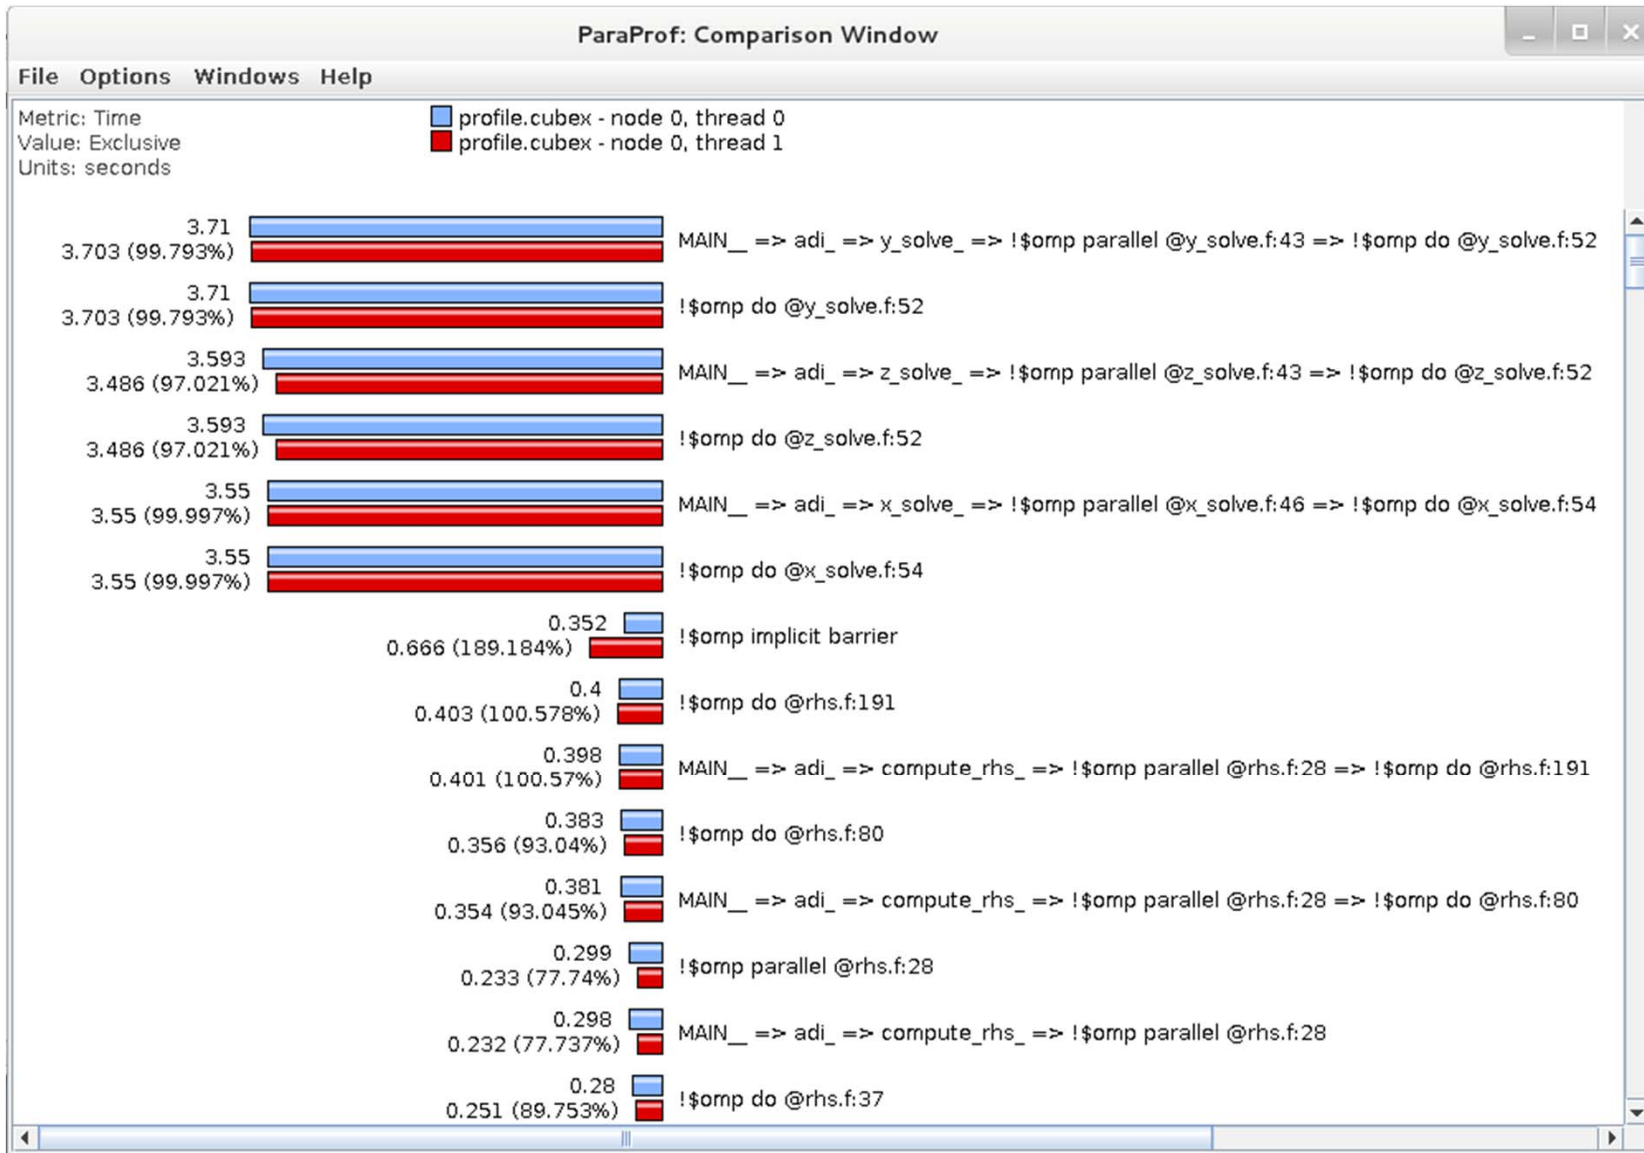 ParaProf: Comparison Window
File Options Windows Help
Metric: Time
Value: Exclusive
Units: seconds
profile.cubex - node 0, thread 0
profile.cubex - node 0, thread 1
3.71
3.703 (99.793%)
MAIN__ => adi_ => y_solve_ => !$omp parallel @y_solve.f:43 => !$omp do @y_solve.f:52
3.71
3.703 (99.793%)
!$omp do @y_solve.f:52
3.593
3.486 (97.021%)
MAIN__ => adi_ => z_solve_ => !$omp parallel @z_solve.f:43 => !$omp do @z_solve.f:52
3.593
3.486 (97.021%)
!$omp do @z_solve.f:52
3.55
3.55 (99.997%)
MAIN__ => adi_ => x_solve_ => !$omp parallel @x_solve.f:46 => !$omp do @x_solve.f:54
3.55
3.55 (99.997%)
!$omp do @x_solve.f:54
0.352
0.666 (189.184%)
!$omp implicit barrier
0.4
0.403 (100.578%)
!$omp do @rhs.f:191
0.398
0.401 (100.57%)
MAIN__ => adi_ => compute_rhs_ => !$omp parallel @rhs.f:28 => !$omp do @rhs.f:191
0.383
0.356 (93.04%)
!$omp do @rhs.f:80
0.381
0.354 (93.045%)
MAIN__ => adi_ => compute_rhs_ => !$omp parallel @rhs.f:28 => !$omp do @rhs.f:80
0.299
0.233 (77.74%)
!$omp parallel @rhs.f:28
0.298
0.232 (77.737%)
MAIN__ => adi_ => compute_rhs_ => !$omp parallel @rhs.f:28
0.28
0.251 (89.753%)
!$omp do @rhs.f:37